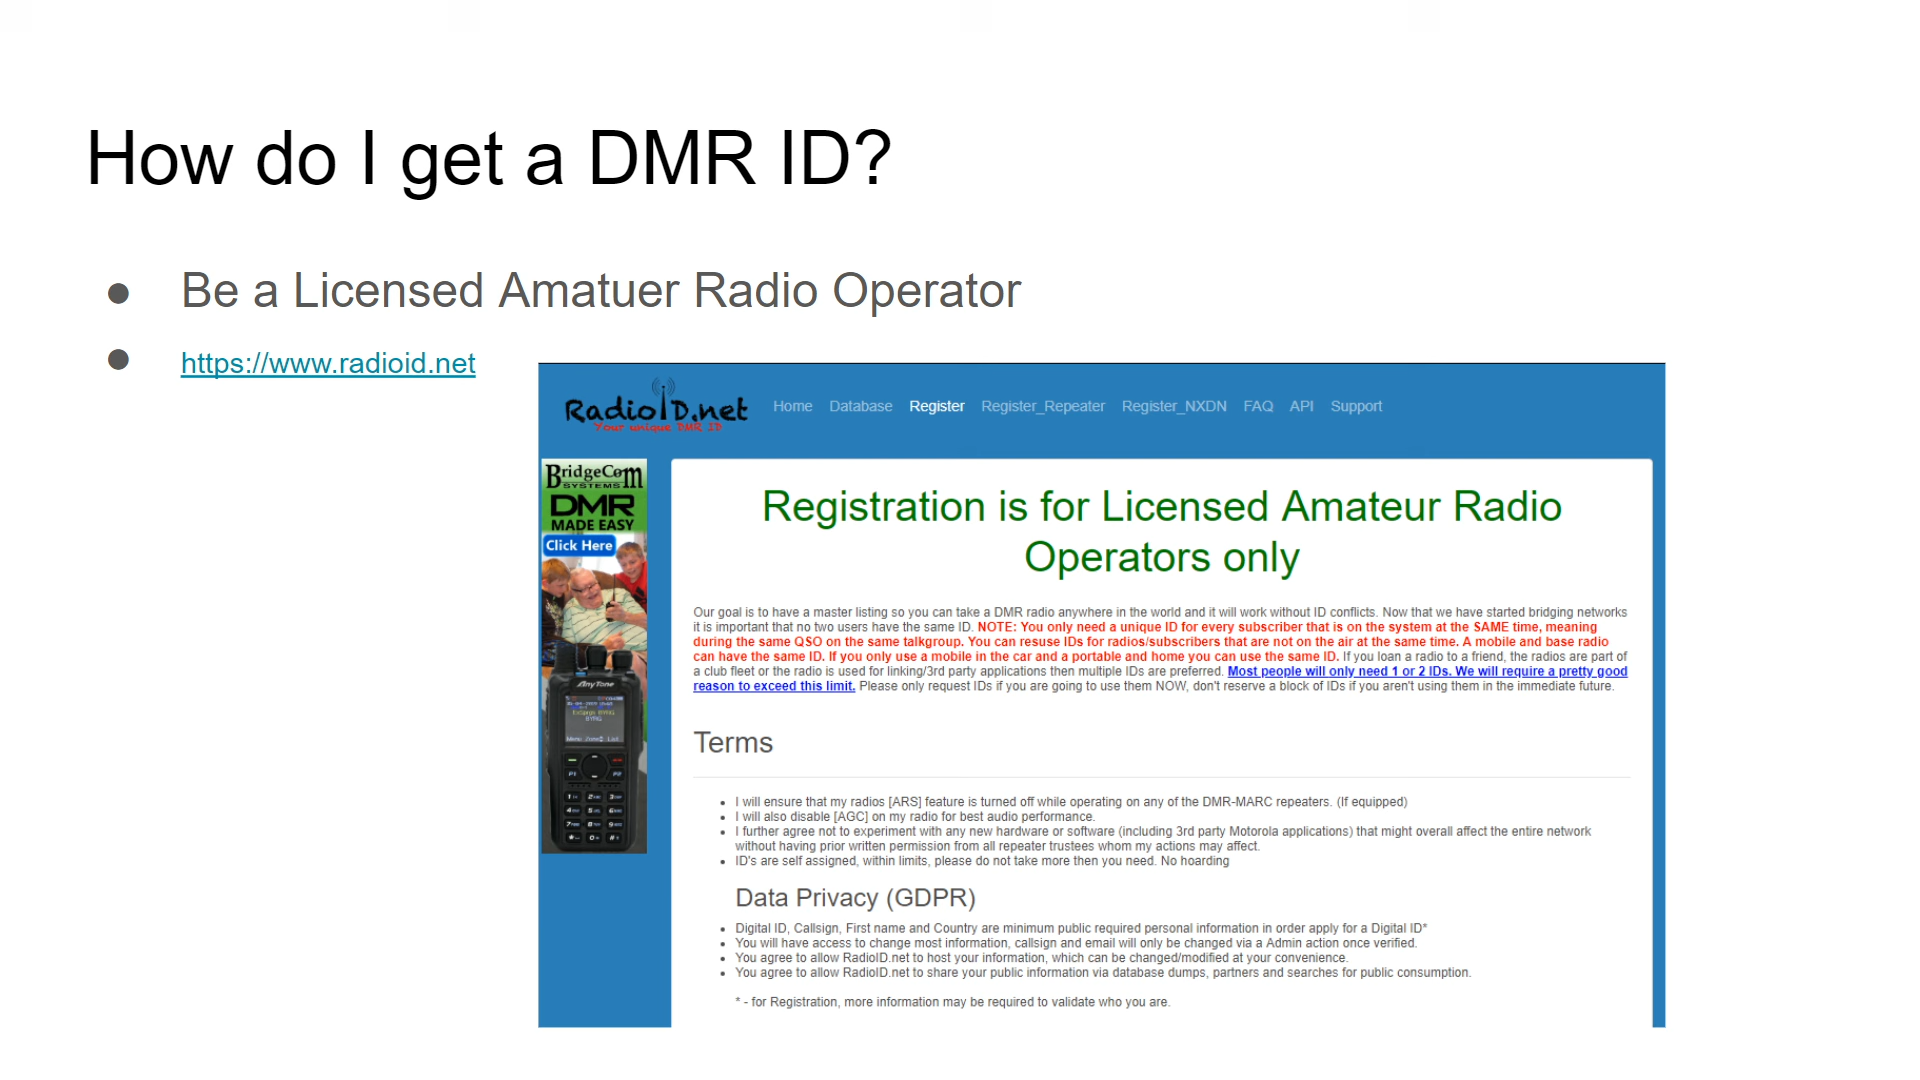 How do I get a DMR ID?
● Be a Licensed Amatuer Radio Operator
● https://www.radioid.net
RadioID.net
Your unique DMR ID
Home Database Register Register_Repeater Register_NXDN FAQ API Support
BridgeCom
SYSTEMS
DMR
MADE EASY
Click Here
AnyTone
Registration is for Licensed Amateur Radio
Operators only
Our goal is to have a master listing so you can take a DMR radio anywhere in the world and it will work without ID conflicts. Now that we have started bridging networks
it is important that no two users have the same ID. NOTE: You only need a unique ID for every subscriber that is on the system at the SAME time, meaning
during the same QSO on the same talkgroup. You can resuse IDs for radios/subscribers that are not on the air at the same time. A mobile and base radio
can have the same ID. If you only use a mobile in the car and a portable and home you can use the same ID. If you loan a radio to a friend, the radios are part of
a club fleet or the radio is used for linking/3rd party applications then multiple IDs are preferred. Most people will only need 1 or 2 IDs. We will require a pretty good
reason to exceed this limit. Please only request IDs if you are going to use them NOW, don't reserve a block of IDs if you aren't using them in the immediate future.
Terms
• I will ensure that my radios [ARS] feature is turned off while operating on any of the DMR-MARC repeaters. (If equipped)
• I will also disable [AGC] on my radio for best audio performance.
• I further agree not to experiment with any new hardware or software (including 3rd party Motorola applications) that might overall affect the entire network
without having prior written permission from all repeater trustees whom my actions may affect.
• ID's are self assigned, within limits, please do not take more then you need. No hoarding
Data Privacy (GDPR)
• Digital ID, Callsign, First name and Country are minimum public required personal information in order apply for a Digital ID*
• You will have access to change most information, callsign and email will only be changed via a Admin action once verified.
• You agree to allow RadioID.net to host your information, which can be changed/modified at your convenience.
• You agree to allow RadioID.net to share your public information via database dumps, partners and searches for public consumption.
* - for Registration, more information may be required to validate who you are.